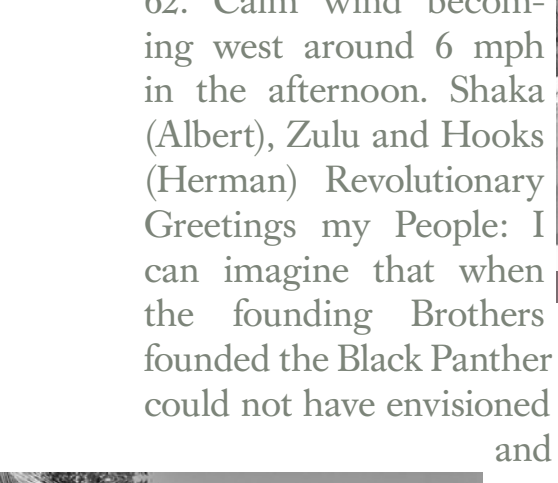 62. Calm wind becom-
ing west around 6 mph
in the afternoon. Shaka
(Albert), Zulu and Hooks
(Herman) Revolutionary
Greetings my People: I
can imagine that when
the founding Brothers
founded the Black Panther
could not have envisioned
and